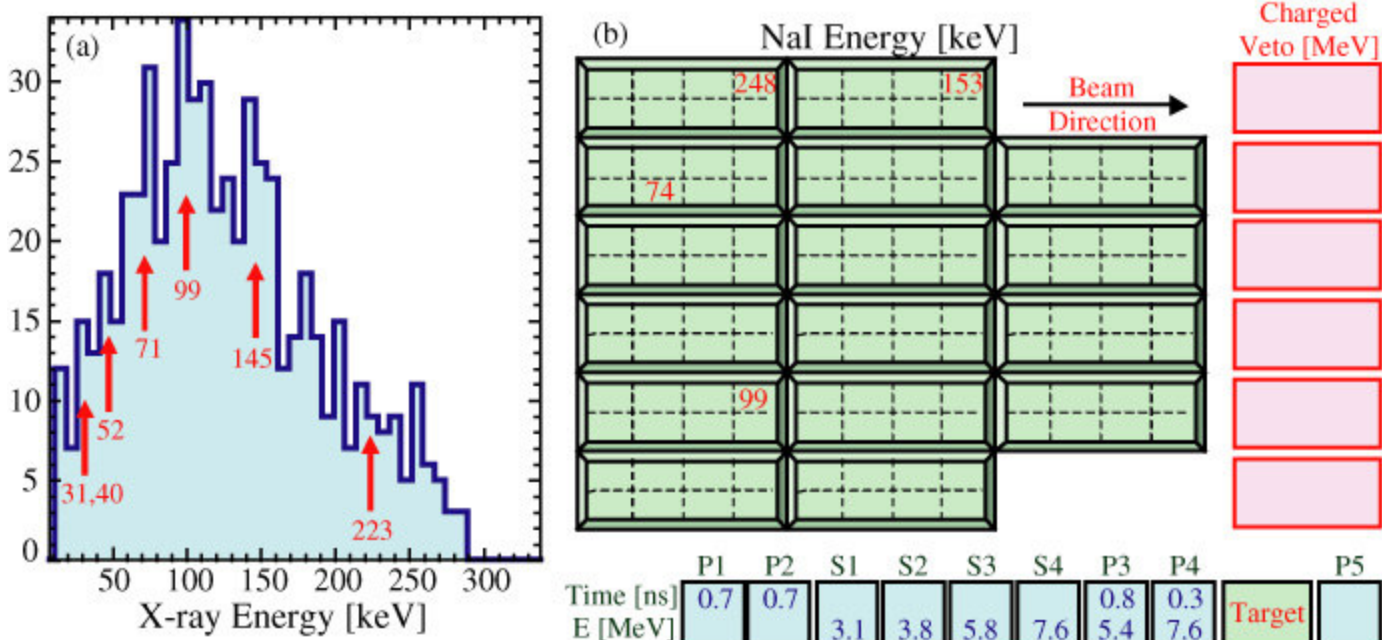 (a)
30
25
20
15
10
5
0
31,40
52
71
99
145
223
50 100 150 200 250 300
X-ray Energy [keV]
(b) NaI Energy [keV]
Charged
Veto [MeV]
248 153
Beam
Direction
74
99
P1 P2 S1 S2 S3 S4 P3 P4 P5
Time [ns] 0.7 0.7 0.8 0.3
Target
E [MeV] 3.1 3.8 5.8 7.6 5.4 7.6